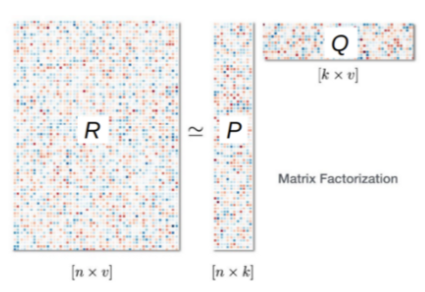 Q
[k × v]
R
≃
P
Matrix Factorization
[n × v]
[n × k]